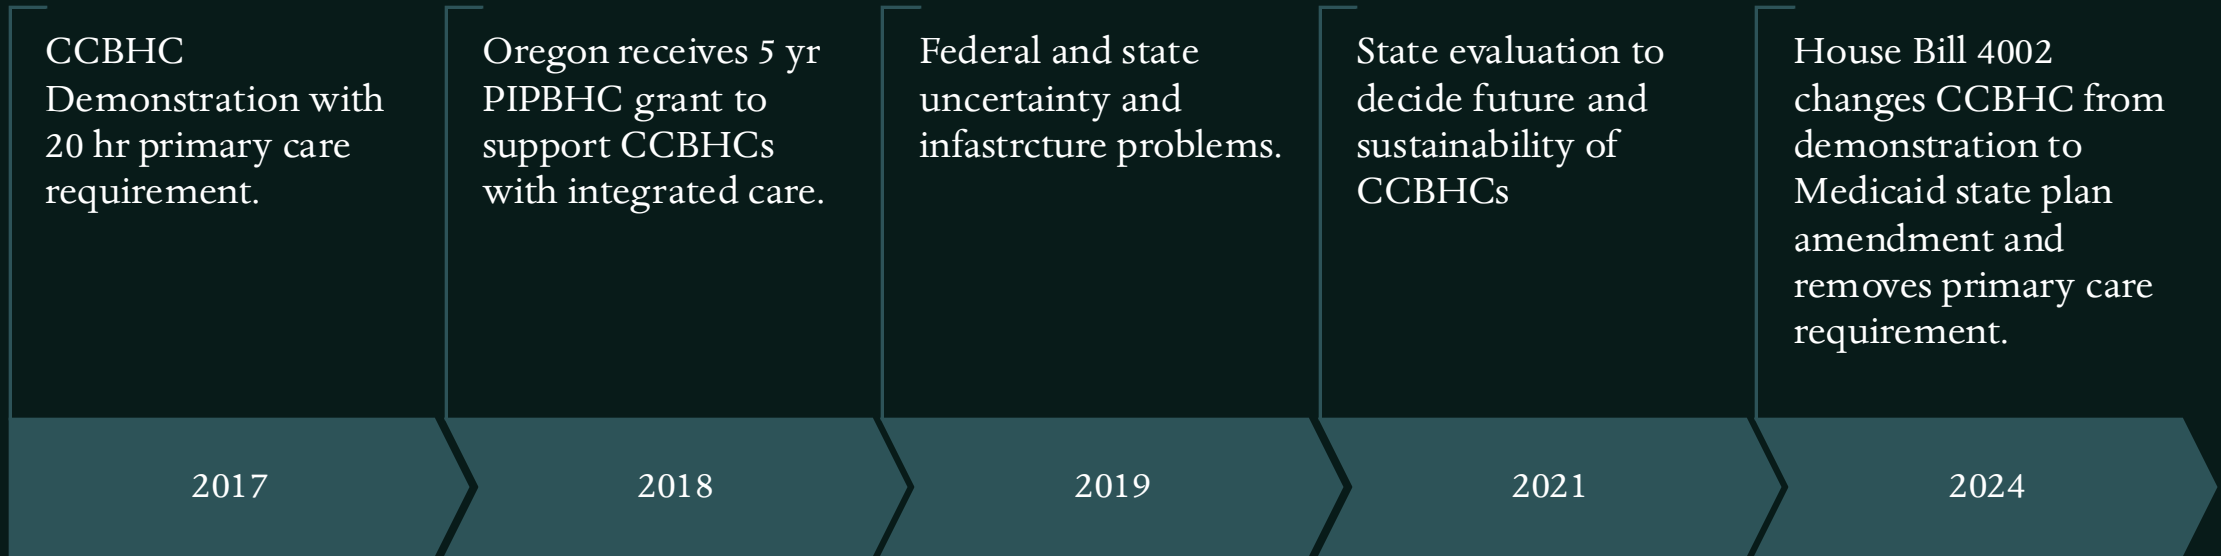 CCBHC
Demonstration with
20 hr primary care
requirement.
Oregon receives 5 yr
PIPBHC grant to
support CCBHCs
with integrated care.
Federal and state
uncertainty and
infastrcture problems.
State evaluation to
decide future and
sustainability of
CCBHCs
House Bill 4002
changes CCBHC from
demonstration to
Medicaid state plan
amendment and
removes primary care
requirement.
2017
2018
2019
2021
2024